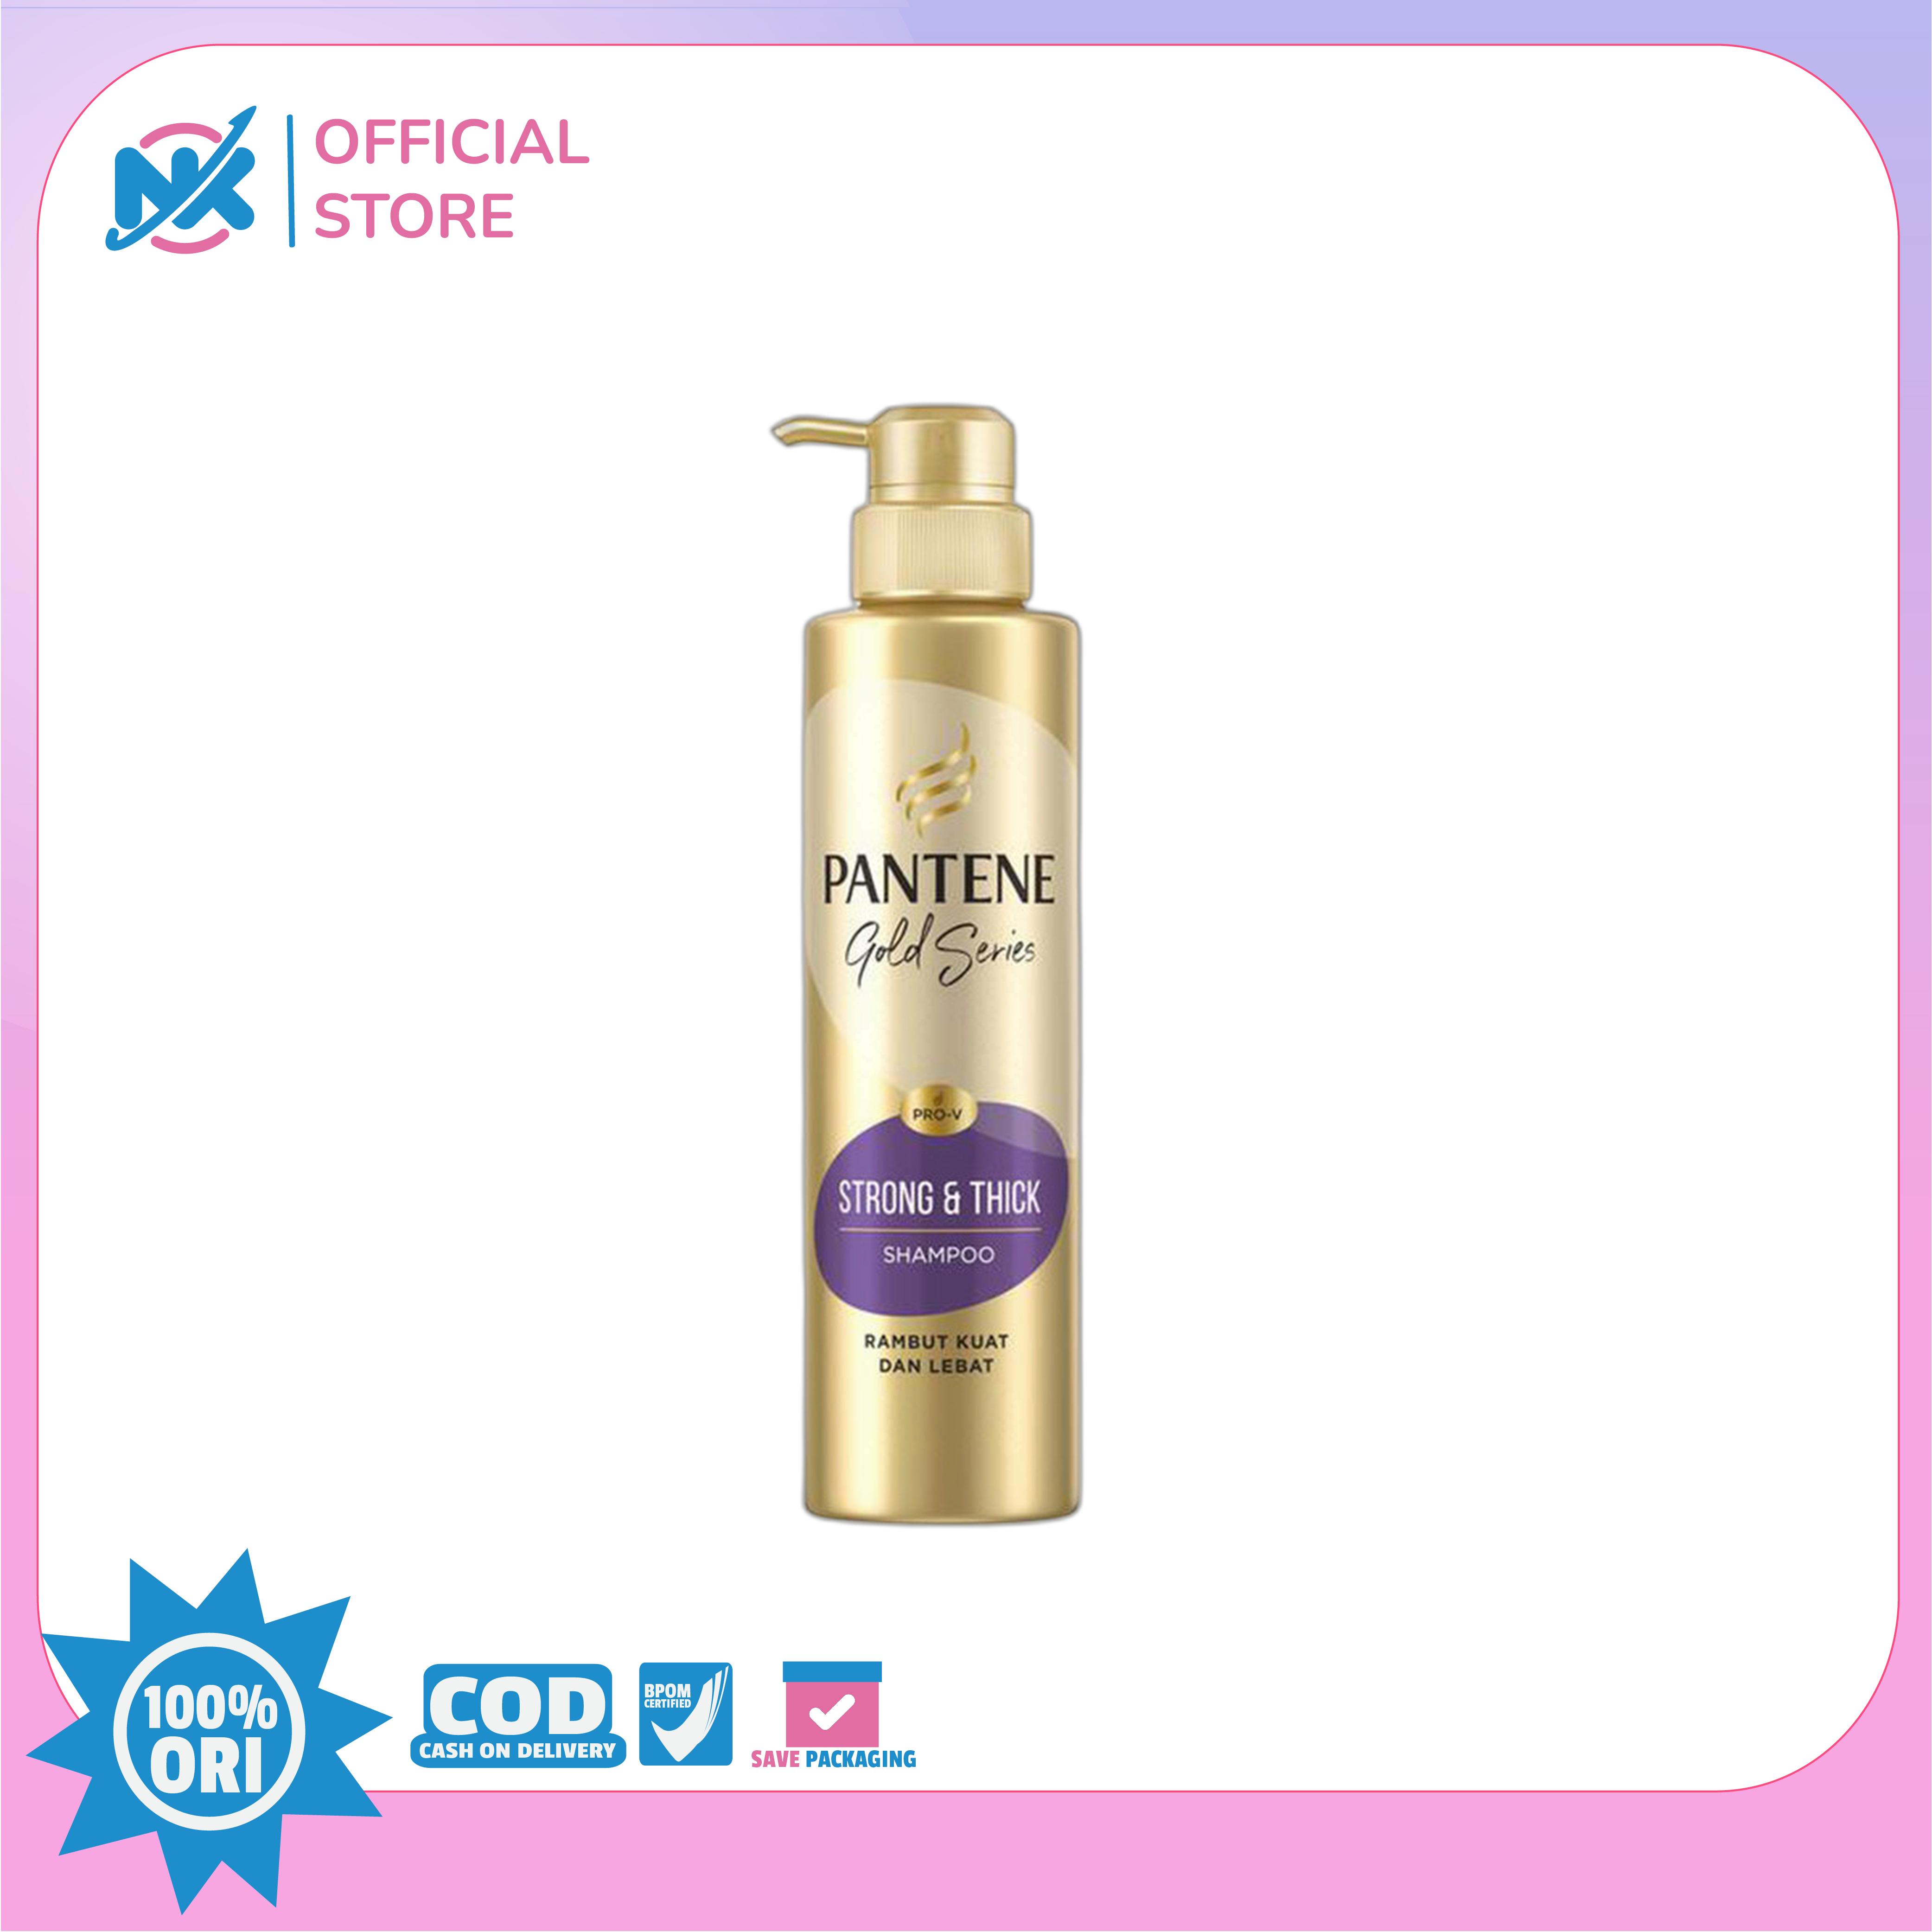 NK
OFFICIAL
STORE
PANTENE
Gold Series
PRO-V
STRONG & THICK
SHAMPOO
RAMBUT KUAT
DAN LEBAT
100%
ORI
COD
CASH ON DELIVERY
BPOM
CERTIFIED
SAVE PACKAGING